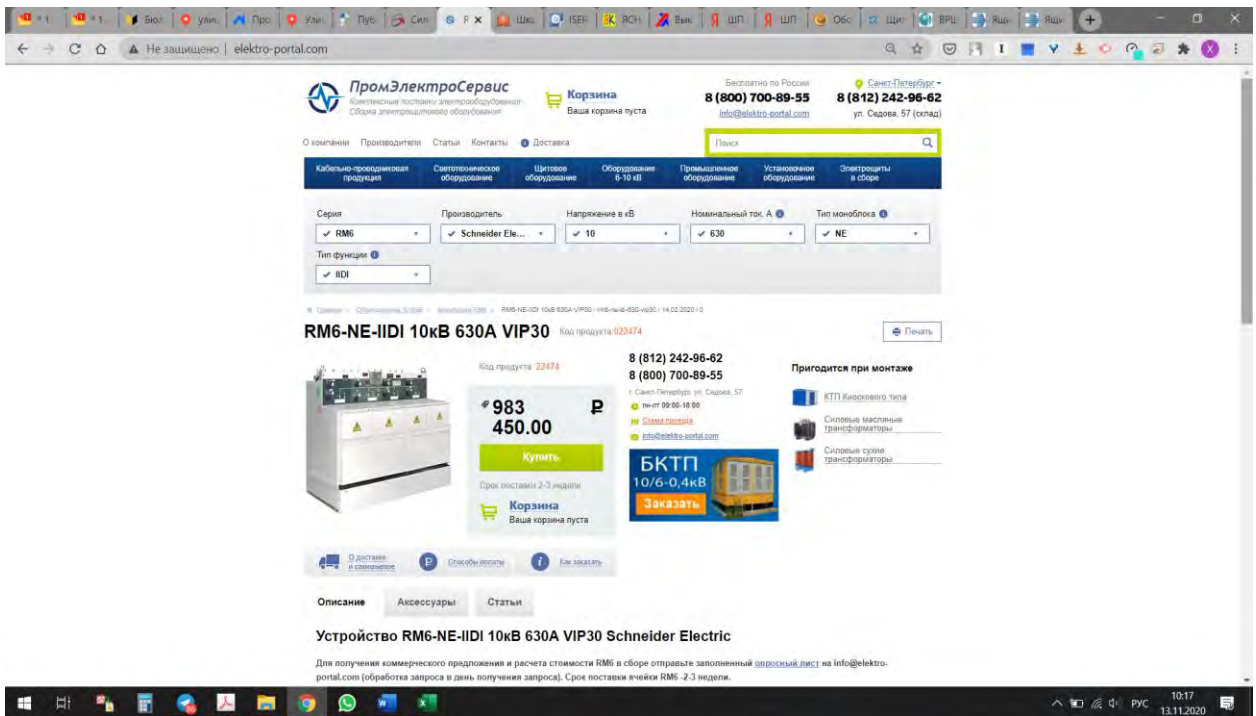 Не защищено | elektro-portal.com
ПромЭлектроСервис
Комплексные поставки электрооборудования
Сборка электрощитового оборудования
Корзина
Ваша корзина пуста
Бесплатно по России
8 (800) 700-89-55
info@elektro-portal.com
Санкт-Петербург
8 (812) 242-96-62
ул. Седова, 57 (склад)
О компании Производители Статьи Контакты Доставка
Поиск
Кабельно-проводниковая продукция
Светотехническое оборудование
Щитовое оборудование
Оборудование 6-10 кВ
Промышленное оборудование
Установочное оборудование
Электрощиты в сборе
Серия Производитель Напряжение в кВ Номинальный ток, А Тип моноблока
RM6 Schneider Ele... 10 630 NE
Тип функции
IIDI
RM6-NE-IIDI 10кВ 630А VIP30 Код продукта 022474
Печать
Код продукта 22474
983 450.00
Купить
Срок поставки 2-3 недели
Корзина
Ваша корзина пуста
8 (812) 242-96-62
8 (800) 700-89-55
г. Санкт-Петербург, ул. Седова, 57
пн-пт 09:00-18:00
Схема проезда
info@elektro-portal.com
БКТП
10/6-0,4кВ
Заказать
Пригодится при монтаже
КТП Киоскового типа
Силовые масляные трансформаторы
Силовые сухие трансформаторы
О доставке и самовывозе
Способы оплаты
Как заказать
Описание Аксессуары Статьи
Устройство RM6-NE-IIDI 10кВ 630А VIP30 Schneider Electric
Для получения коммерческого предложения и расчета стоимости RM6 в сборе отправьте заполненный опросный лист на info@elektro-
portal.com (обработка запроса в день получения запроса). Срок поставки ячейки RM6 -2-3 недели.
РУС
10:17
13.11.2020